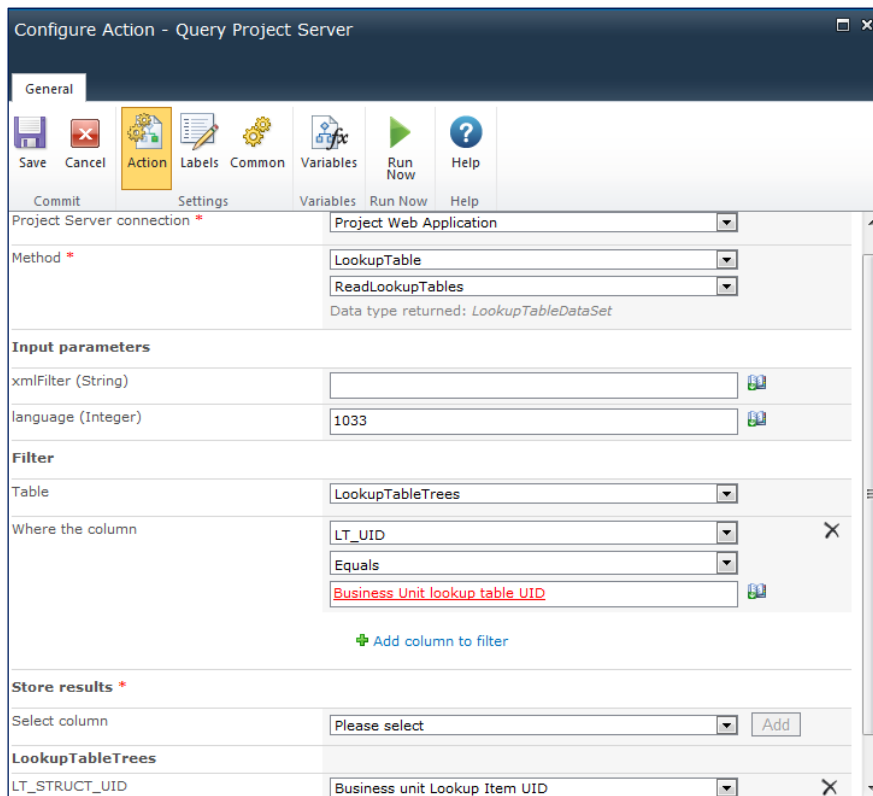 Configure Action - Query Project Server
General
Save Cancel Action Labels Common Variables Run Now Help
Commit Settings Variables Run Now Help
Project Server connection * Project Web Application
Method * LookupTable
ReadLookupTables
Data type returned: LookupTableDataSet
Input parameters
xmlFilter (String)
language (Integer) 1033
Filter
Table LookupTableTrees
Where the column LT_UID
Equals
Business Unit lookup table UID
Add column to filter
Store results *
Select column Please select Add
LookupTableTrees
LT_STRUCT_UID Business unit Lookup Item UID